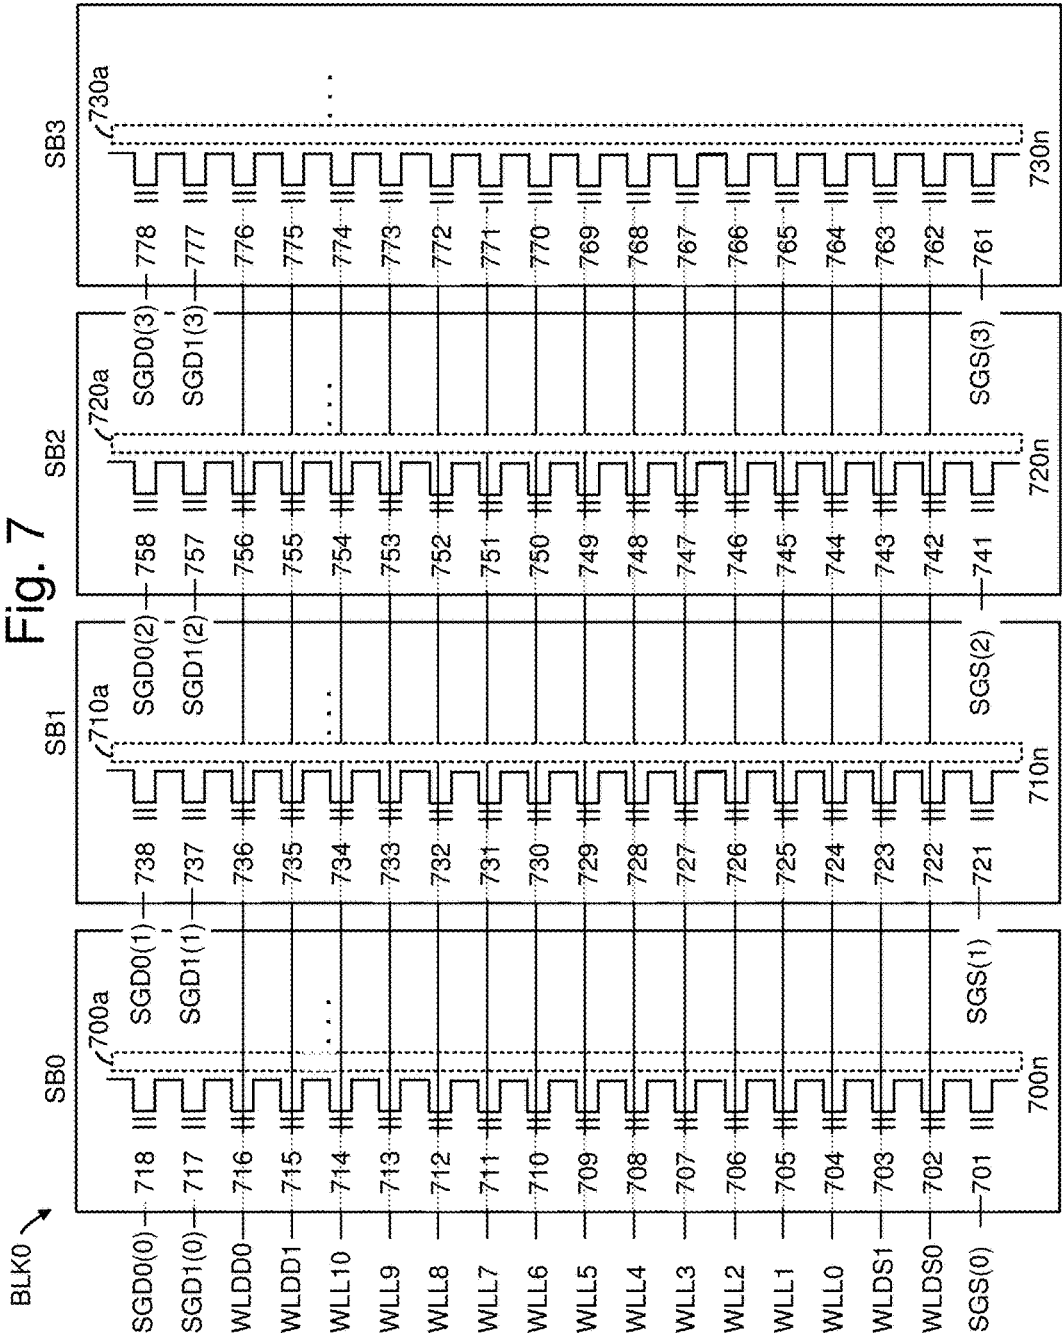 Fig. 7
BLK0
SB0 SB1 SB2 SB3
700a 710a 720a 730a
SGD0(0) 718 SGD0(1) 738 SGD0(2) 758 SGD0(3) 778
SGD1(0) 717 SGD1(1) 737 SGD1(2) 757 SGD1(3) 777
WLDD0 716 736 756 776
WLDD1 715 735 755 775
WLL10 714 734 754 774
WLL9 713 733 753 773
WLL8 712 732 752 772
WLL7 711 731 751 771
WLL6 710 730 750 770
WLL5 709 729 749 769
WLL4 708 728 748 768
WLL3 707 727 747 767
WLL2 706 726 746 766
WLL1 705 725 745 765
WLL0 704 724 744 764
WLDS1 703 723 743 763
WLDS0 702 722 742 762
SGS(0) 701 SGS(1) 721 SGS(2) 741 SGS(3) 761
700n 710n 720n 730n